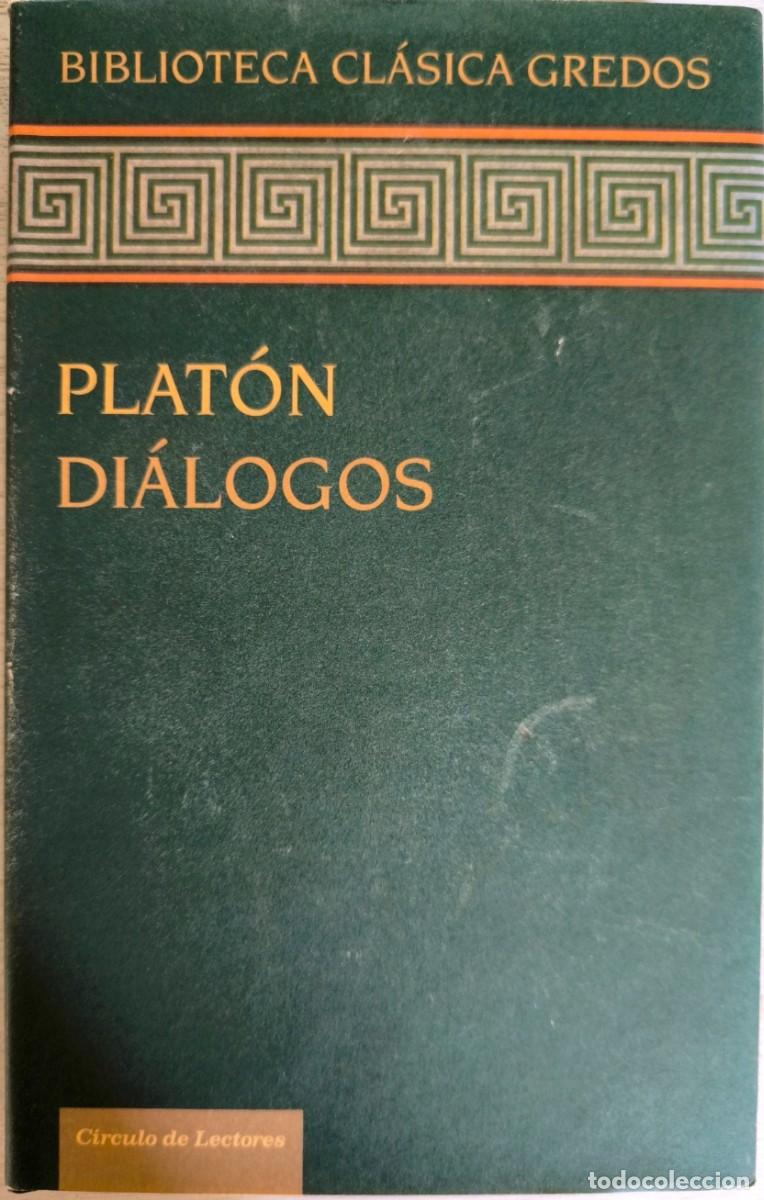 BIBLIOTECA CLÁSICA GREDOS
PLATÓN
DIÁLOGOS
Círculo de Lectores
todocoleccion